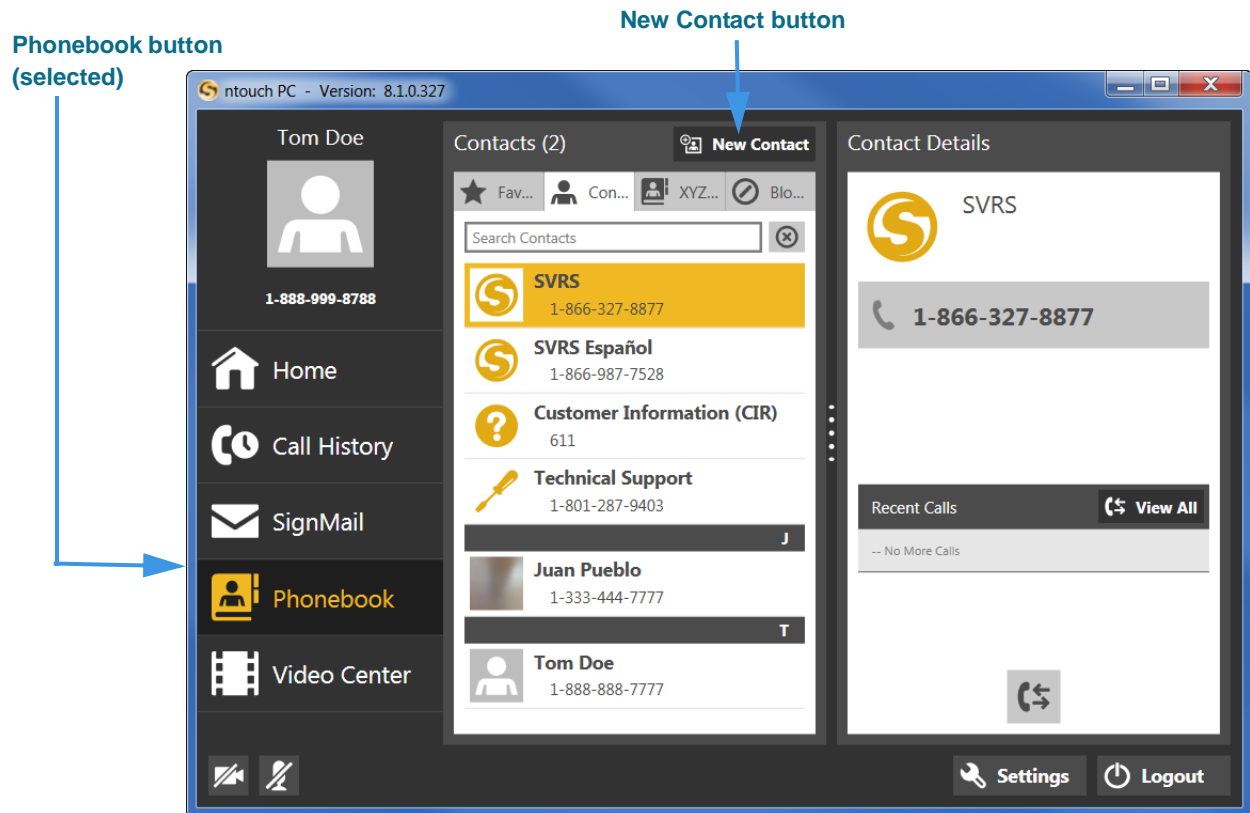 New Contact button
Phonebook button
(selected)
ntouch PC - Version: 8.1.0.327
Tom Doe
1-888-999-8788
Home
Call History
SignMail
Phonebook
Video Center
Contacts (2)
New Contact
Fav... Con... XYZ... Blo...
Search Contacts
SVRS
1-866-327-8877
SVRS Español
1-866-987-7528
Customer Information (CIR)
611
Technical Support
1-801-287-9403
J
Juan Pueblo
1-333-444-7777
T
Tom Doe
1-888-888-7777
Contact Details
SVRS
1-866-327-8877
Recent Calls
View All
-- No More Calls
Settings
Logout